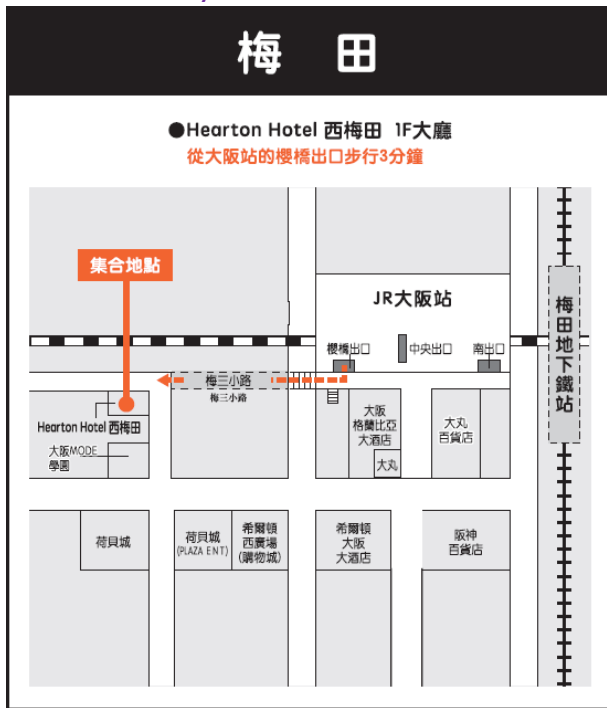 梅 田
●Hearton Hotel 西梅田 1F大廳
從大阪站的櫻橋出口步行3分鐘
集合地點
JR大阪站
梅田地下鐵站
櫻橋出口
中央出口
南出口
梅三小路
梅三小路
Hearton Hotel 西梅田
大阪MODE
學園
大阪
格蘭比亞
大酒店
大丸
大丸
百貨店
荷貝城
荷貝城
(PLAZA ENT)
希爾頓
西廣場
(購物城)
希爾頓
大阪
大酒店
阪神
百貨店